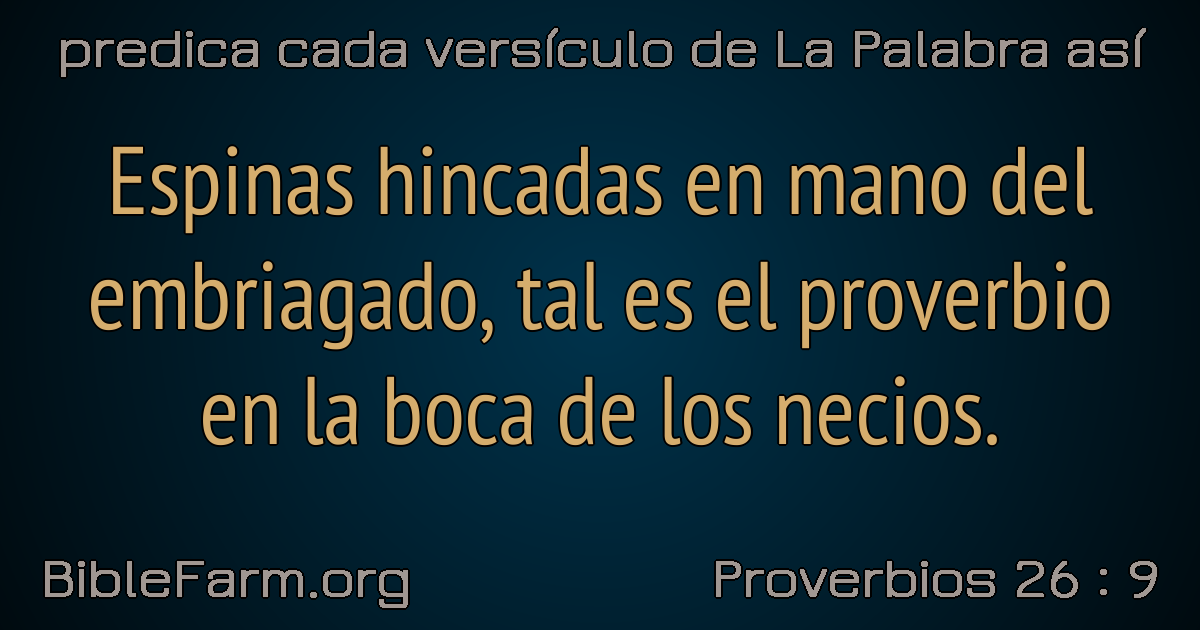 predica cada versículo de La Palabra así
Espinas hincadas en mano del
embriagado, tal es el proverbio
en la boca de los necios.
BibleFarm.org
Proverbios 26 : 9